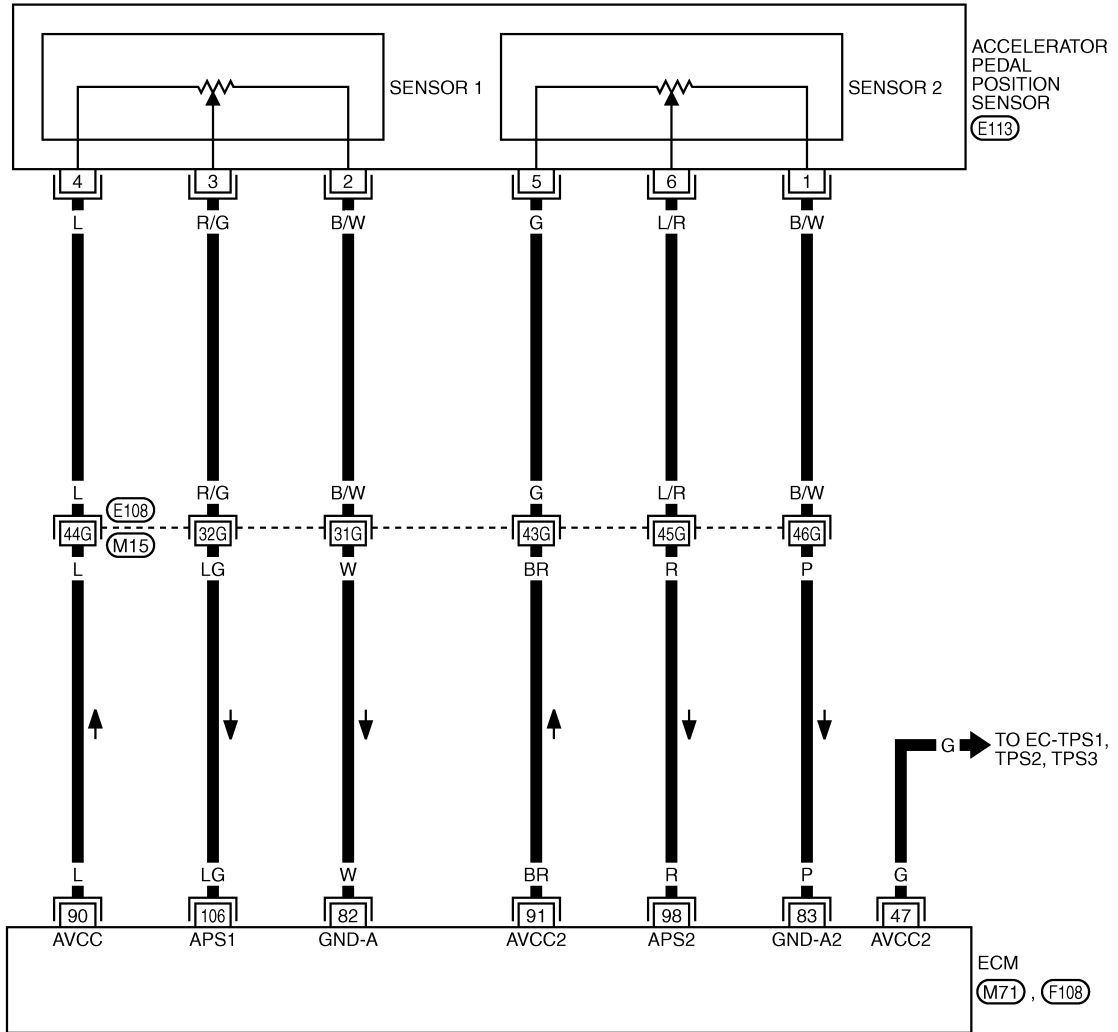 ACCELERATOR
PEDAL
POSITION
SENSOR
E113
SENSOR 1 SENSOR 2
4 3 2 5 6 1
L R/G B/W G L/R B/W
L R/G B/W G L/R B/W
E108
44G 32G 31G 43G 45G 46G
M15
L LG W BR R P
G TO EC-TPS1,
TPS2, TPS3
L LG W BR R P G
90 106 82 91 98 83 47
AVCC APS1 GND-A AVCC2 APS2 GND-A2 AVCC2
ECM
M71 , F108